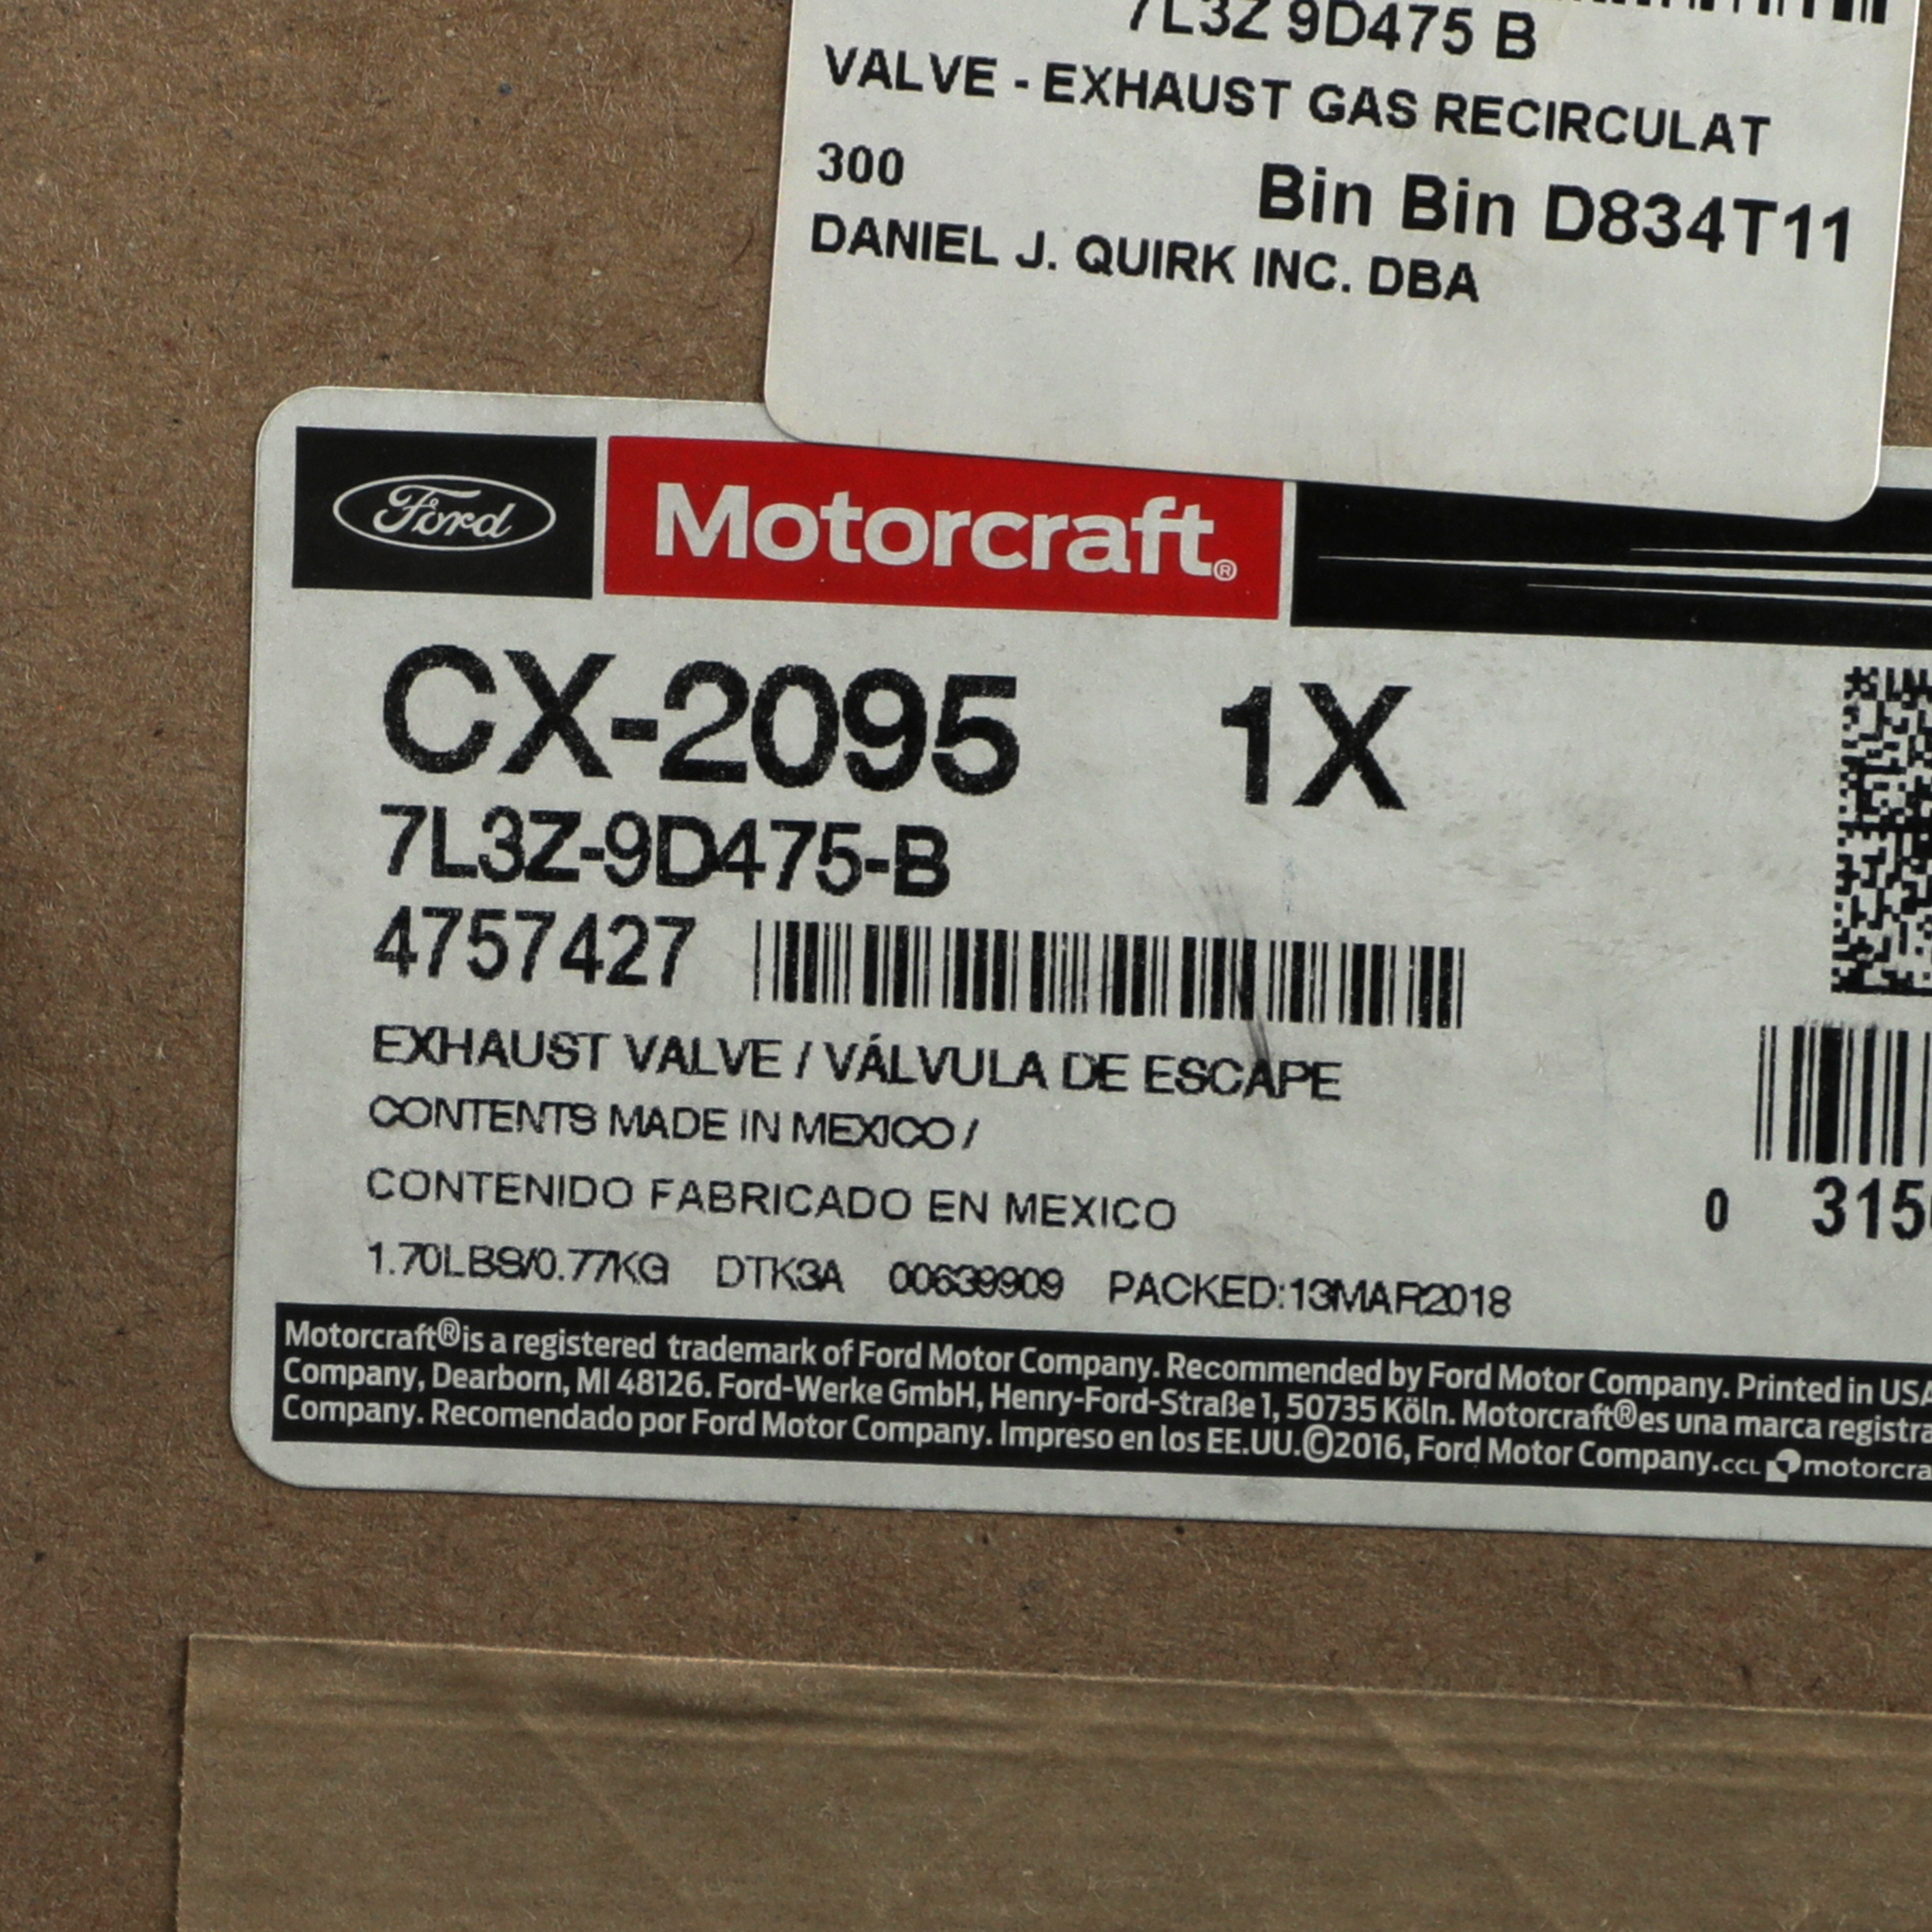 7L3Z 9D475 B
VALVE - EXHAUST GAS RECIRCULAT
300 Bin Bin D834T11
DANIEL J. QUIRK INC. DBA
Ford Motorcraft®
CX-2095 1X
7L3Z-9D475-B
4757427
EXHAUST VALVE / VÁLVULA DE ESCAPE
CONTENTS MADE IN MEXICO /
CONTENIDO FABRICADO EN MEXICO
0 315
1.70LBS/0.77KG DTK3A 00639909 PACKED:13MAR2018
Motorcraft® is a registered trademark of Ford Motor Company. Recommended by Ford Motor Company. Printed in USA
Company, Dearborn, MI 48126. Ford-Werke GmbH, Henry-Ford-Straße 1, 50735 Köln. Motorcraft® es una marca registra
Company. Recomendado por Ford Motor Company. Impreso en los EE.UU.©2016, Ford Motor Company. CCL motorcra